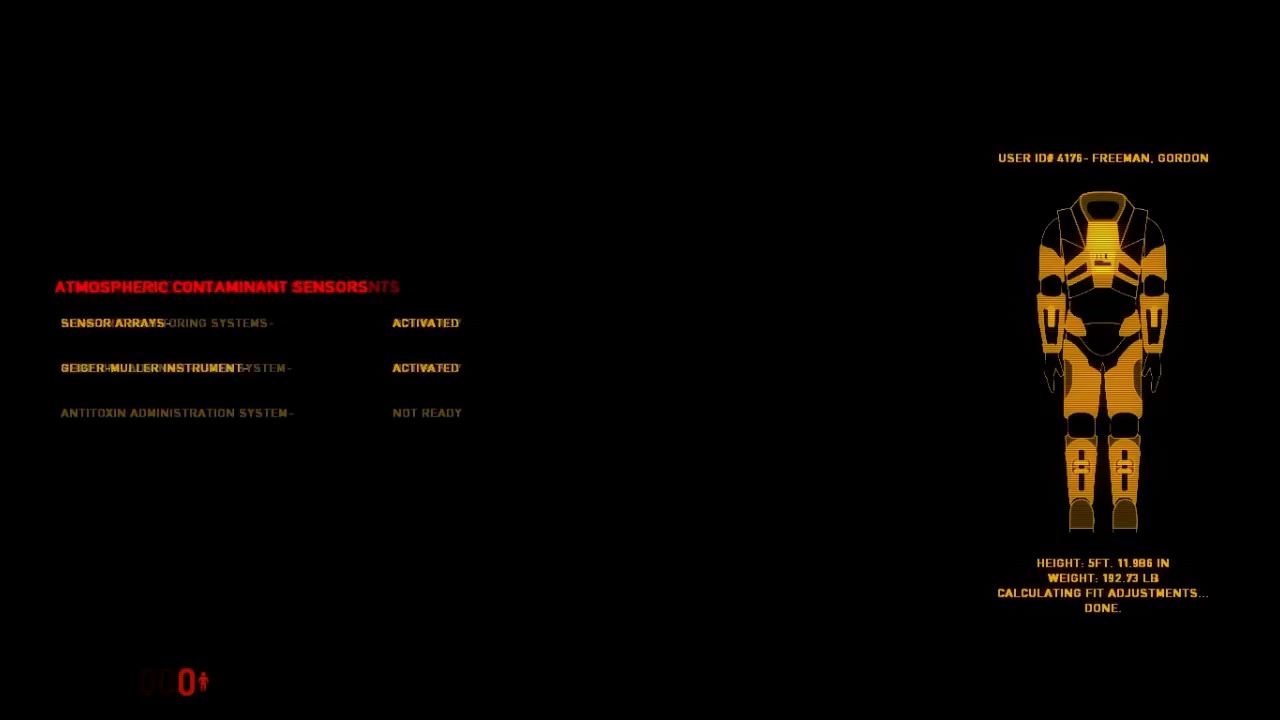 USER ID# 4176- FREEMAN, GORDON
ATMOSPHERIC CONTAMINANT SENSORS
SENSOR ARRAYS-
ACTIVATED
GEIGER-MULLER INSTRUMENT-
ACTIVATED
ANTITOXIN ADMINISTRATION SYSTEM-
NOT READY
HEIGHT: 5FT. 11.986 IN
WEIGHT: 192.73 LB
CALCULATING FIT ADJUSTMENTS...
DONE.
0